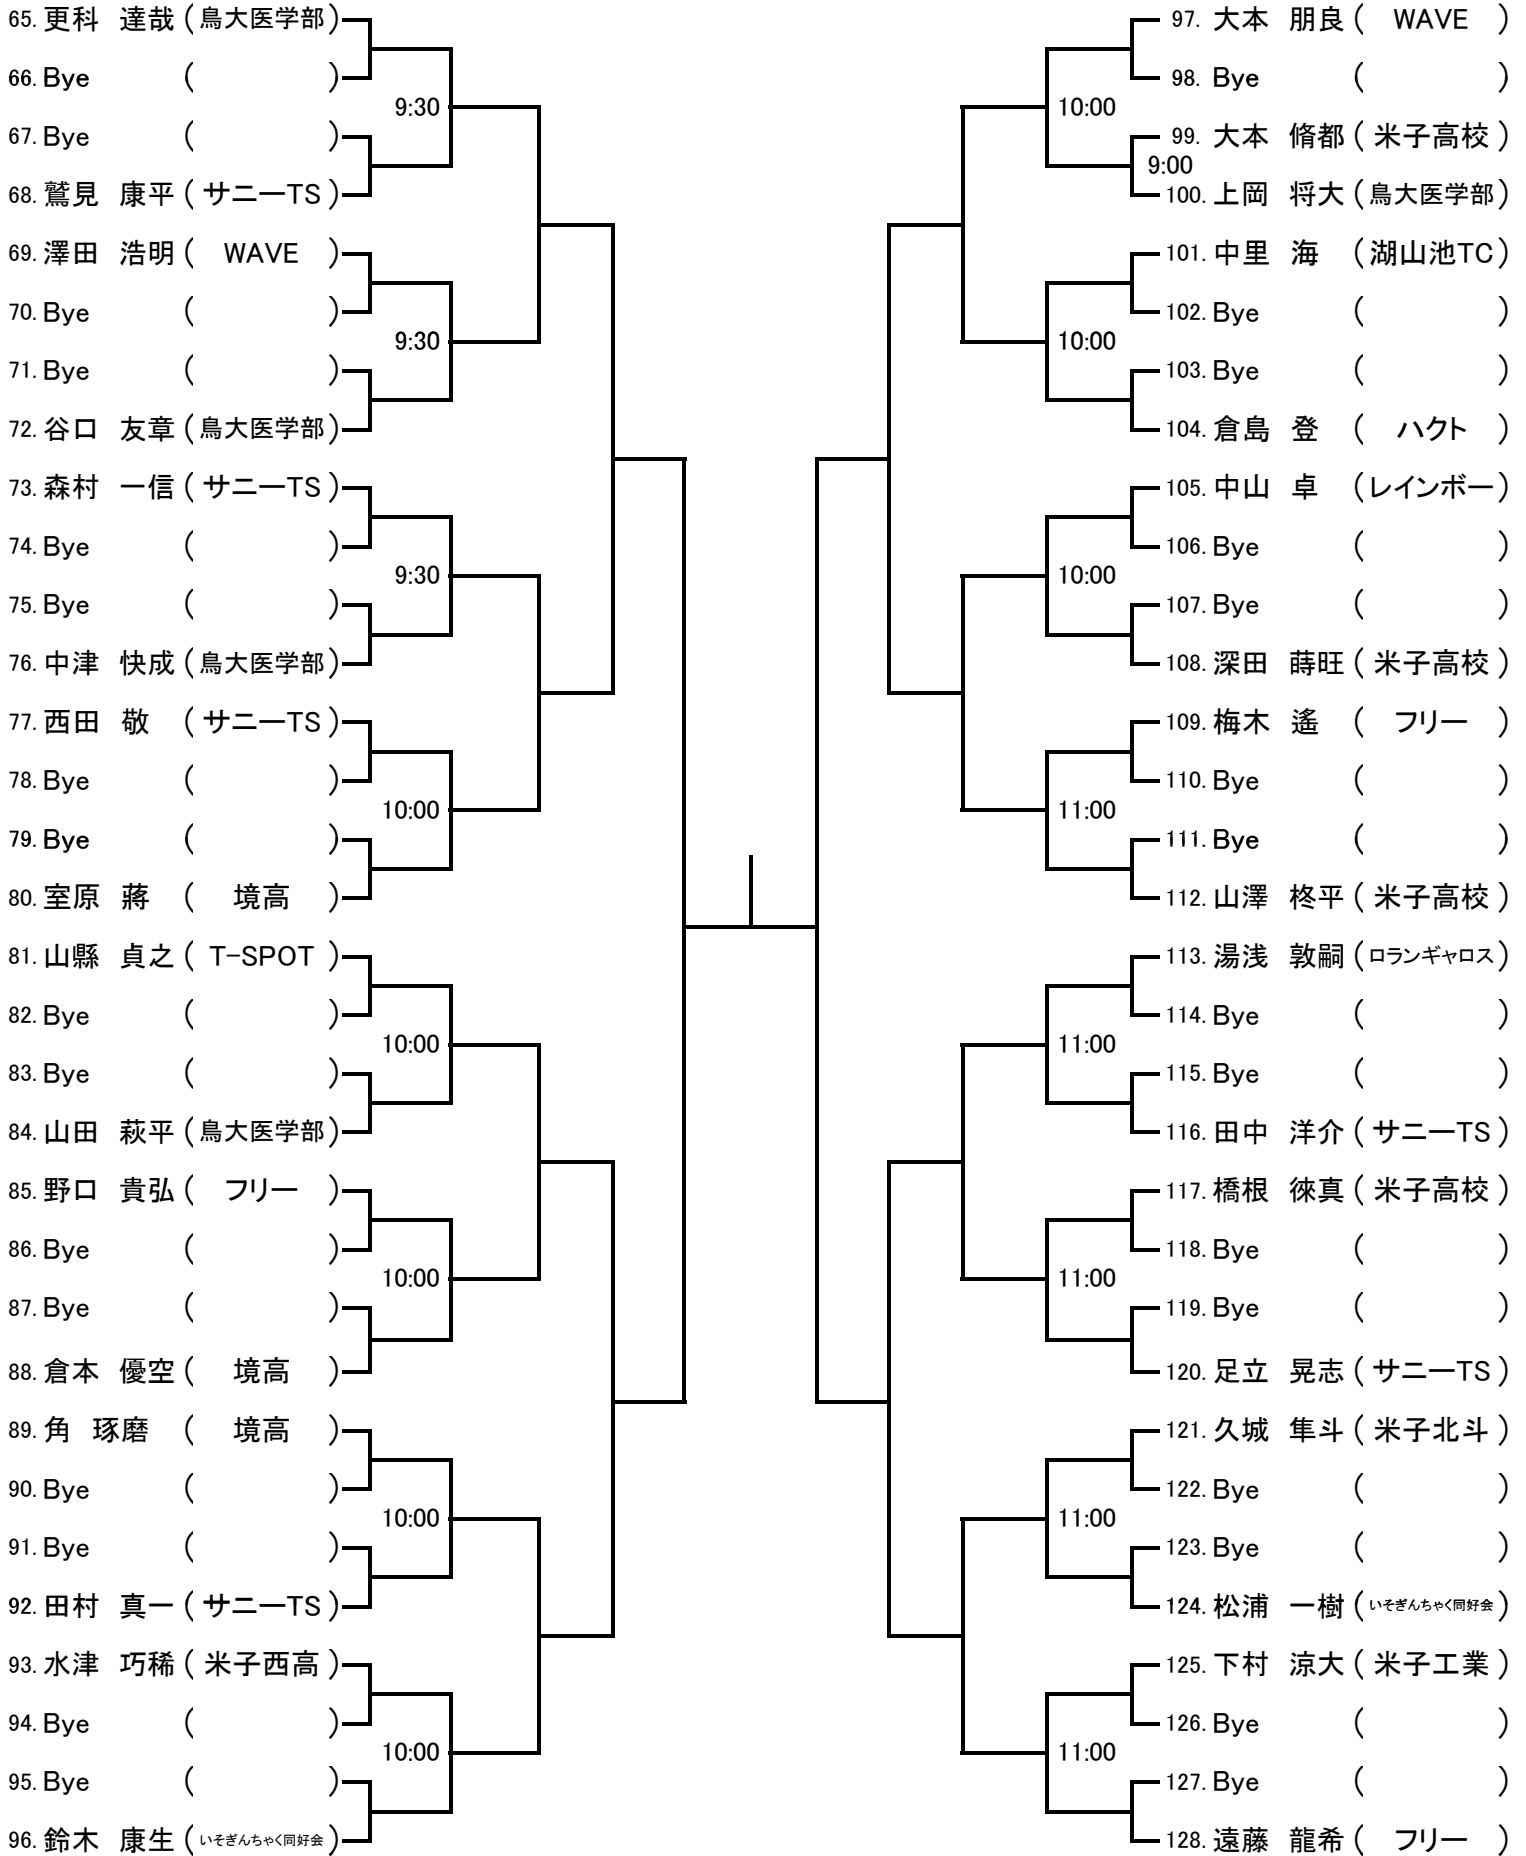 65. 更科 達哉 (鳥大医学部)
66. Bye ( )
9:30
67. Bye ( )
68. 鷲見 康平 (サニーTS)
69. 澤田 浩明 ( WAVE )
70. Bye ( )
9:30
71. Bye ( )
72. 谷口 友章 (鳥大医学部)
73. 森村 一信 (サニーTS)
74. Bye ( )
9:30
75. Bye ( )
76. 中津 快成 (鳥大医学部)
77. 西田 敬 (サニーTS)
78. Bye ( )
10:00
79. Bye ( )
80. 室原 蔣 ( 境高 )
81. 山縣 貞之 ( T-SPOT )
82. Bye ( )
10:00
83. Bye ( )
84. 山田 萩平 (鳥大医学部)
85. 野口 貴弘 ( フリー )
86. Bye ( )
10:00
87. Bye ( )
88. 倉本 優空 ( 境高 )
89. 角 琢磨 ( 境高 )
90. Bye ( )
10:00
91. Bye ( )
92. 田村 真一 (サニーTS)
93. 水津 巧稀 (米子西高)
94. Bye ( )
10:00
95. Bye ( )
96. 鈴木 康生 (いそぎんちゃく同好会)
97. 大本 朋良 ( WAVE )
98. Bye ( )
10:00
99. 大本 脩都 (米子高校)
9:00
100. 上岡 将大 (鳥大医学部)
101. 中里 海 (湖山池TC)
102. Bye ( )
10:00
103. Bye ( )
104. 倉島 登 ( ハクト )
105. 中山 卓 (レインボー)
106. Bye ( )
10:00
107. Bye ( )
108. 深田 蒔旺 (米子高校)
109. 梅木 遙 ( フリー )
110. Bye ( )
11:00
111. Bye ( )
112. 山澤 柊平 (米子高校)
113. 湯浅 敦嗣 (ロランギャロス)
114. Bye ( )
11:00
115. Bye ( )
116. 田中 洋介 (サニーTS)
117. 橋根 徠真 (米子高校)
118. Bye ( )
11:00
119. Bye ( )
120. 足立 晃志 (サニーTS)
121. 久城 隼斗 (米子北斗)
122. Bye ( )
11:00
123. Bye ( )
124. 松浦 一樹 (いそぎんちゃく同好会)
125. 下村 涼大 (米子工業)
126. Bye ( )
11:00
127. Bye ( )
128. 遠藤 龍希 ( フリー )